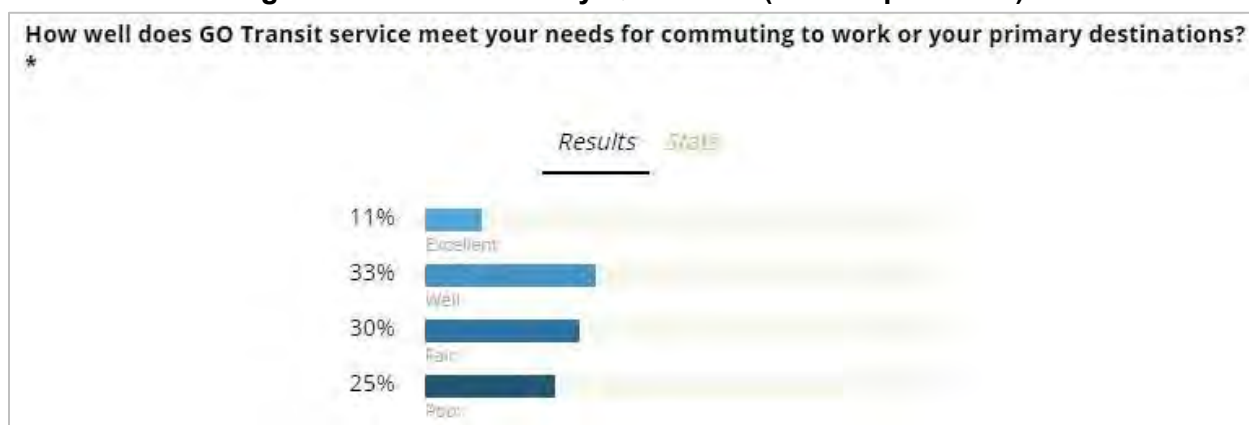 How well does GO Transit service meet your needs for commuting to work or your primary destinations?
*
Results Stats
11%
Excellent
33%
Well
30%
Fair
25%
Poor